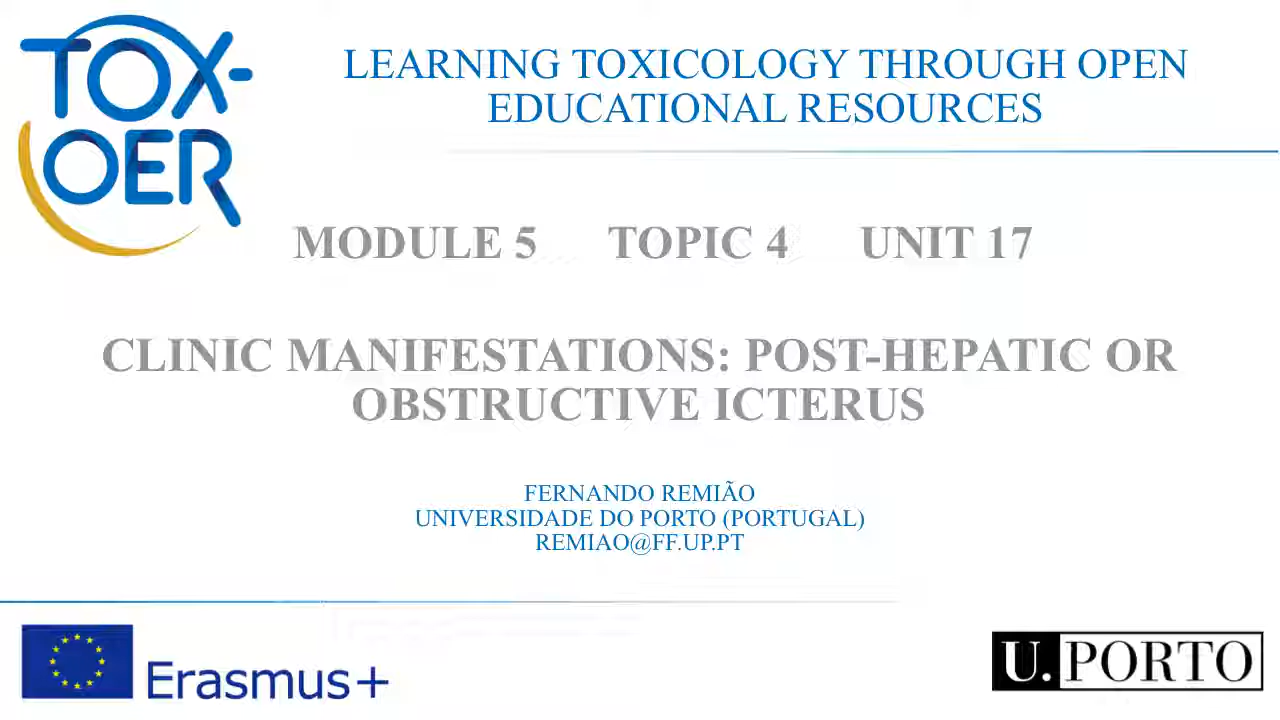 TOX-
OER
LEARNING TOXICOLOGY THROUGH OPEN
EDUCATIONAL RESOURCES
MODULE 5 TOPIC 4 UNIT 17
CLINIC MANIFESTATIONS: POST-HEPATIC OR
OBSTRUCTIVE ICTERUS
FERNANDO REMIÃO
UNIVERSIDADE DO PORTO (PORTUGAL)
REMIAO@FF.UP.PT
Erasmus+
U.PORTO